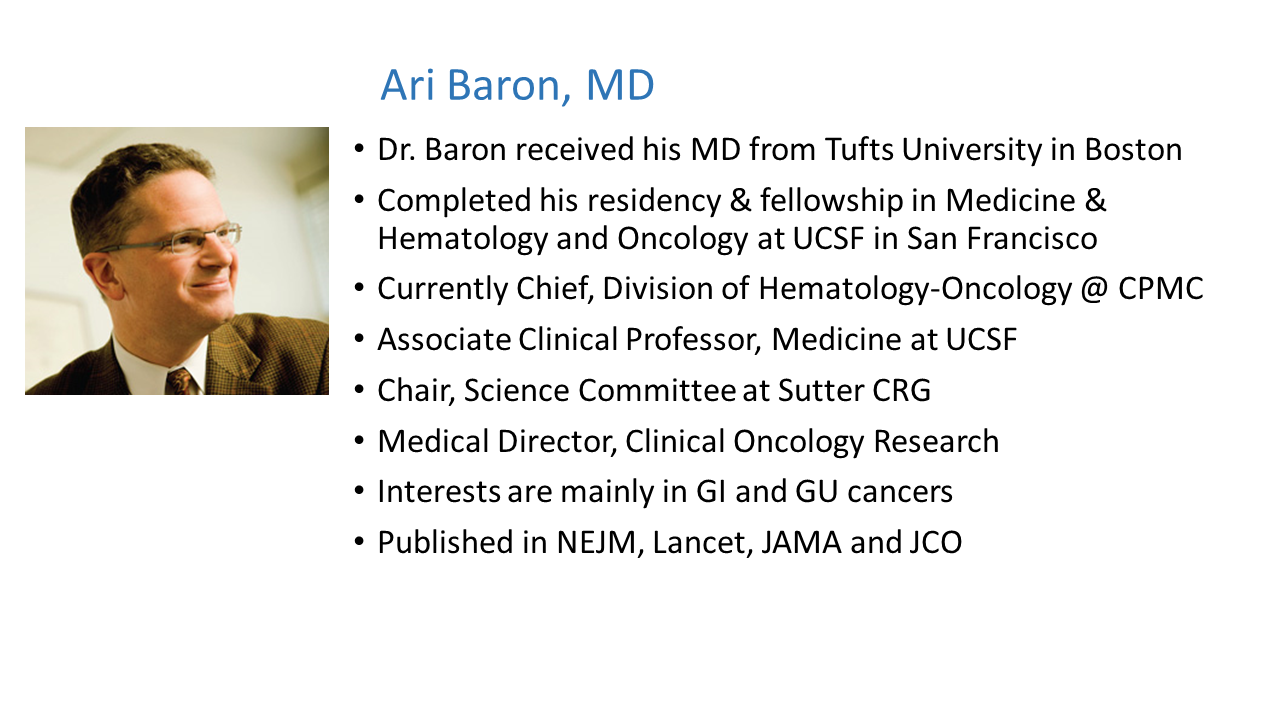 Ari Baron, MD
• Dr. Baron received his MD from Tufts University in Boston
• Completed his residency & fellowship in Medicine &
Hematology and Oncology at UCSF in San Francisco
• Currently Chief, Division of Hematology-Oncology @ CPMC
• Associate Clinical Professor, Medicine at UCSF
• Chair, Science Committee at Sutter CRG
• Medical Director, Clinical Oncology Research
• Interests are mainly in GI and GU cancers
• Published in NEJM, Lancet, JAMA and JCO